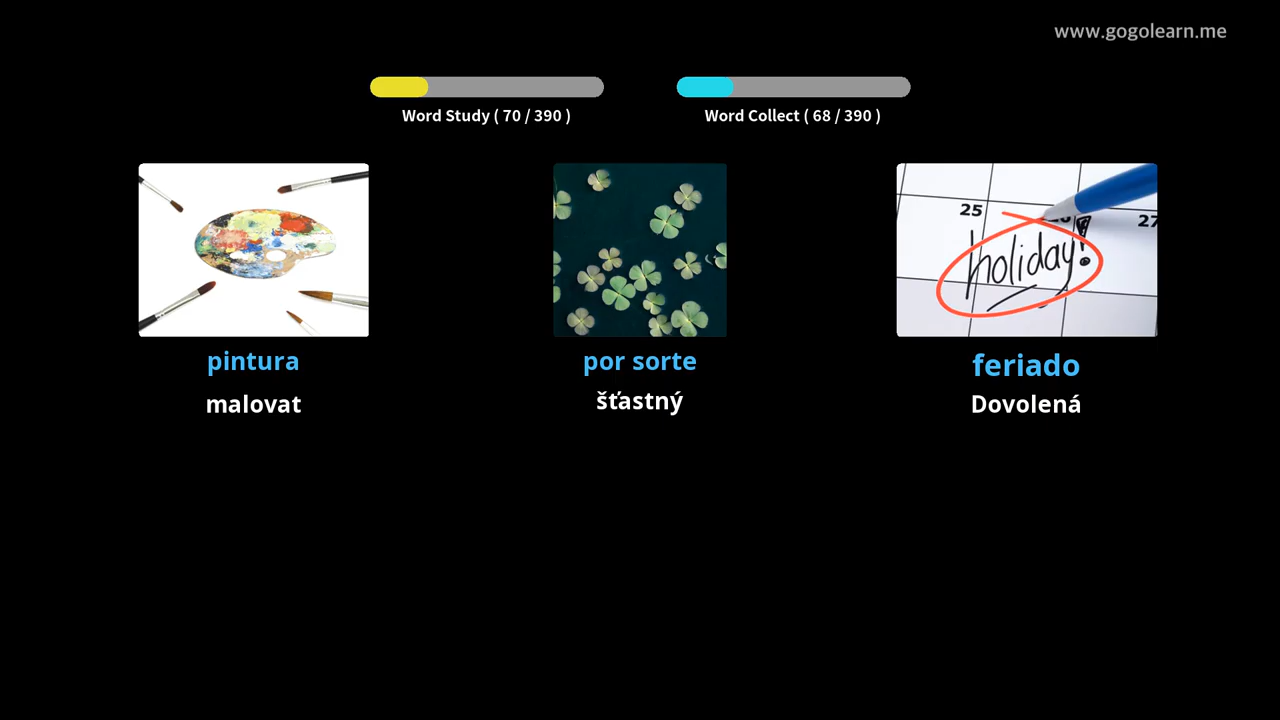 www.gogolearn.me
Word Study ( 70 / 390 )
Word Collect ( 68 / 390 )
25
27
holiday!
pintura
por sorte
feriado
malovat
šťastný
Dovolená